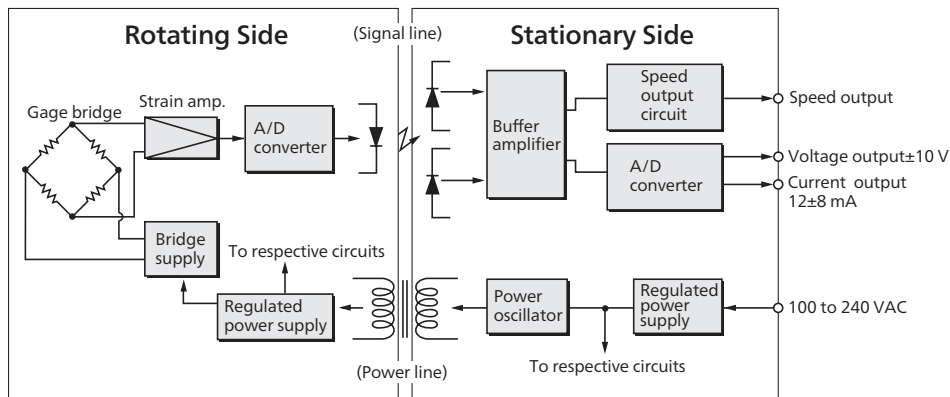 Rotating Side
(Signal line)
Stationary Side
Gage bridge
Strain amp.
A/D
converter
Buffer
amplifier
Speed
output
circuit
Speed output
A/D
converter
Voltage output±10 V
Current output
12±8 mA
Bridge
supply
To respective circuits
Regulated
power supply
Power
oscillator
Regulated
power
supply
100 to 240 VAC
To respective circuits
(Power line)